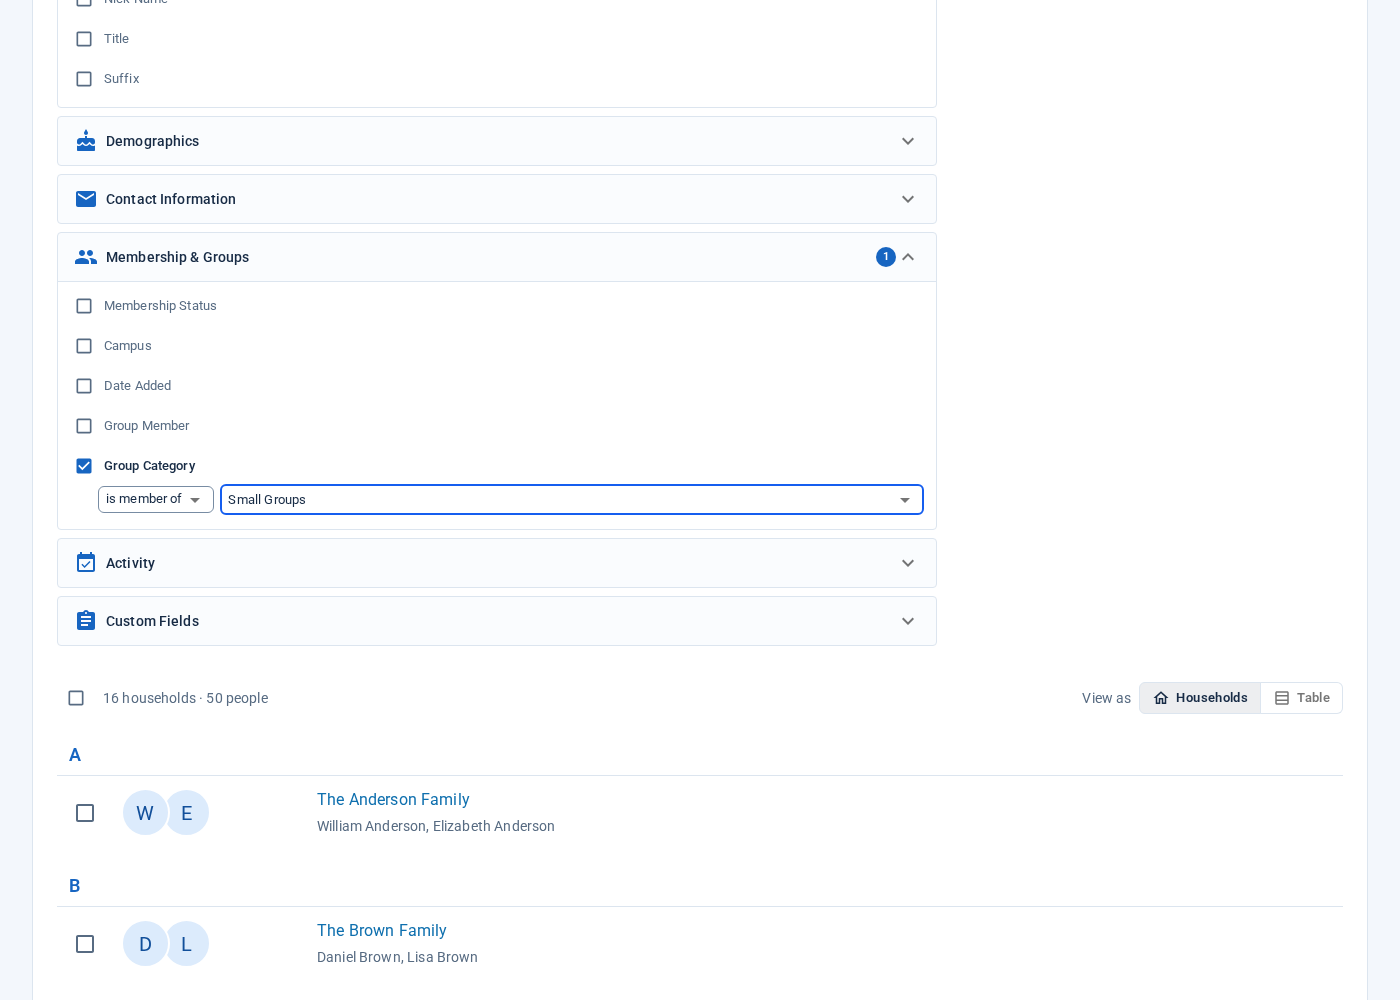 Nick Name
Title
Suffix
Demographics
Contact Information
Membership & Groups
1
Membership Status
Campus
Date Added
Group Member
Group Category
is member of
Small Groups
Activity
Custom Fields
16 households · 50 people
View as
Households
Table
A
W E
The Anderson Family
William Anderson, Elizabeth Anderson
B
D L
The Brown Family
Daniel Brown, Lisa Brown